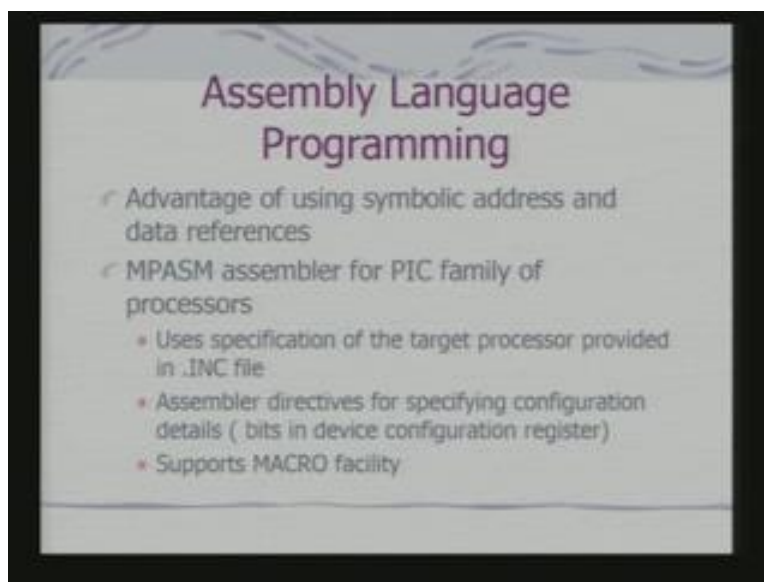 Assembly Language
Programming
Advantage of using symbolic address and
data references
MPASM assembler for PIC family of
processors
Uses specification of the target processor provided
in .INC file
Assembler directives for specifying configuration
details ( bits in device configuration register)
Supports MACRO facility